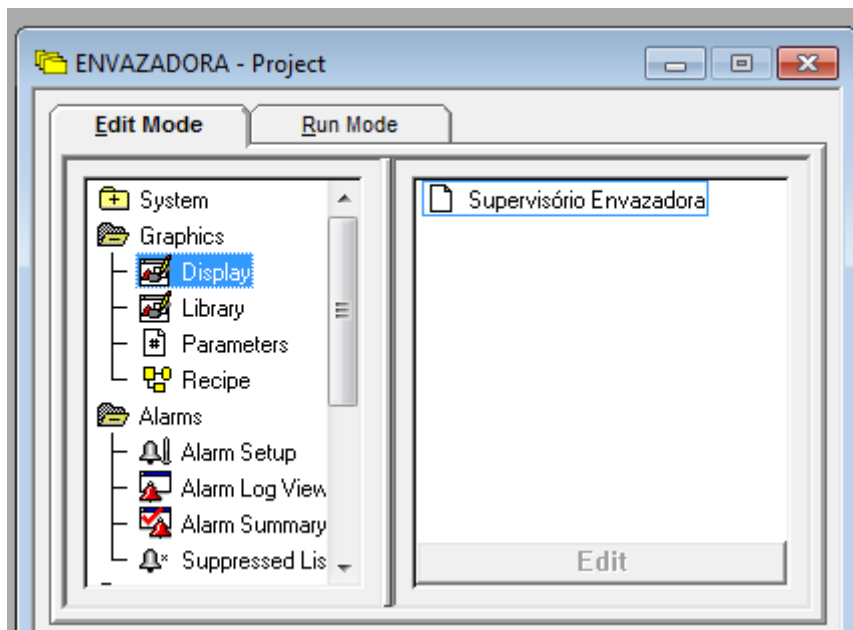 ENVAZADORA - Project
Edit Mode
Run Mode
System
Graphics
Display
Library
Parameters
Recipe
Alarms
Alarm Setup
Alarm Log View
Alarm Summary
Suppressed Lis
Supervisório Envazadora
Edit